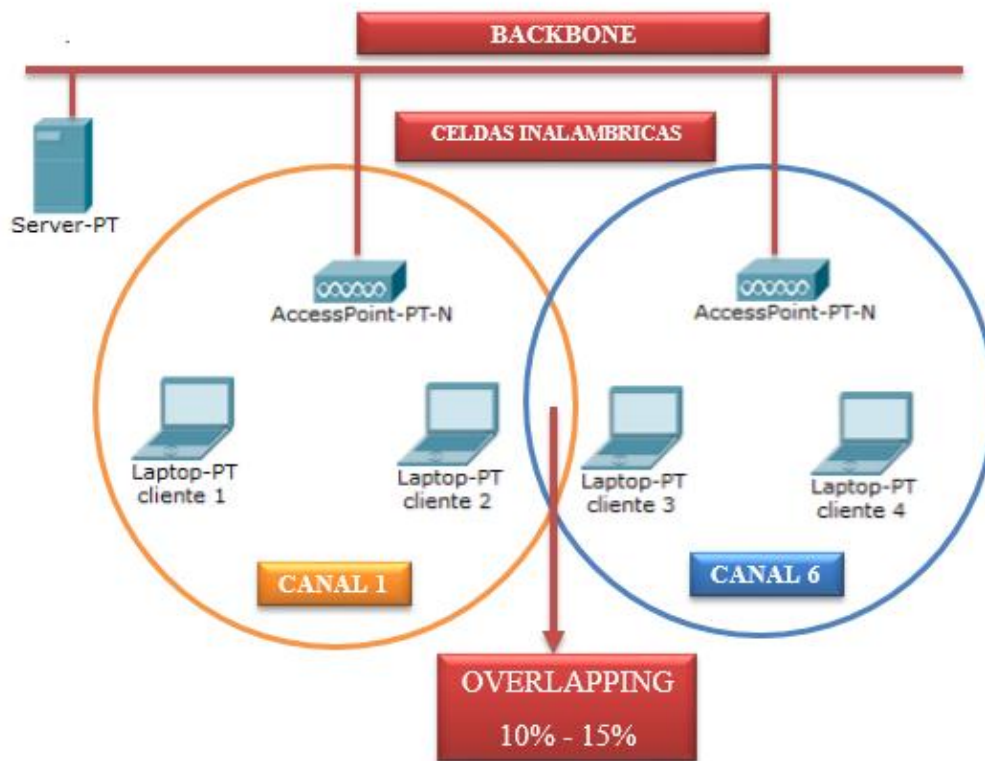 BACKBONE
CELDAS INALAMBRICAS
Server-PT
AccessPoint-PT-N
AccessPoint-PT-N
Laptop-PT
cliente 1
Laptop-PT
cliente 2
Laptop-PT
cliente 3
Laptop-PT
cliente 4
CANAL 1
CANAL 6
OVERLAPPING
10% - 15%